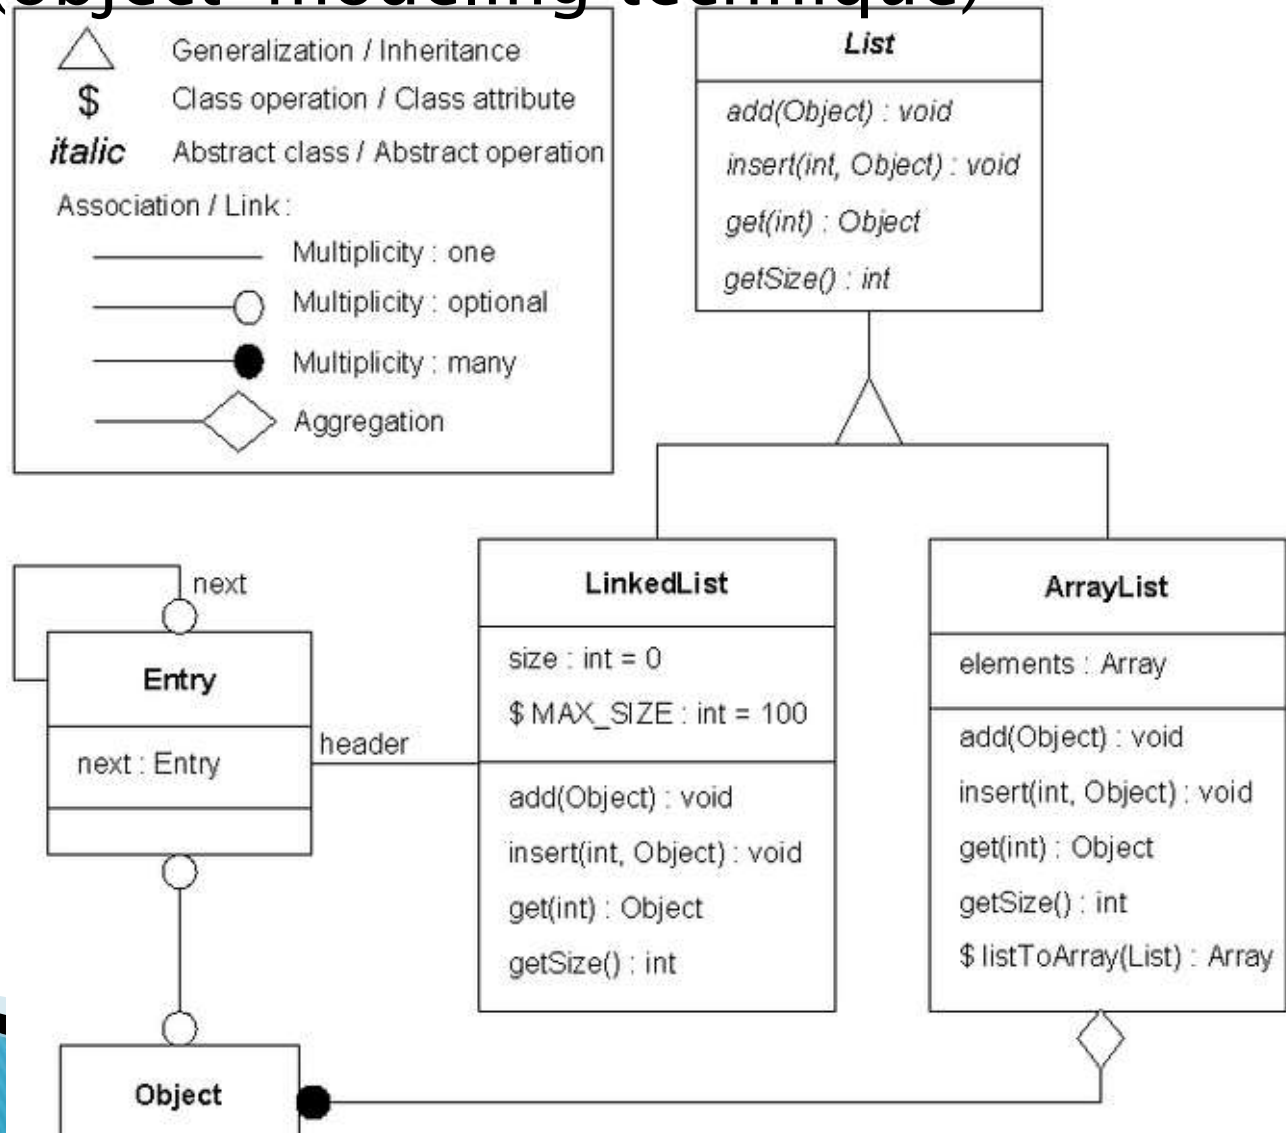 (object modeling technique)
Generalization / Inheritance
$ Class operation / Class attribute
italic Abstract class / Abstract operation
Association / Link :
Multiplicity : one
Multiplicity : optional
Multiplicity : many
Aggregation
List
add(Object) : void
insert(int, Object) : void
get(int) : Object
getSize() : int
next
Entry
next : Entry
header
LinkedList
size : int = 0
$ MAX_SIZE : int = 100
add(Object) : void
insert(int, Object) : void
get(int) : Object
getSize() : int
ArrayList
elements : Array
add(Object) : void
insert(int, Object) : void
get(int) : Object
getSize() : int
$ listToArray(List) : Array
Object